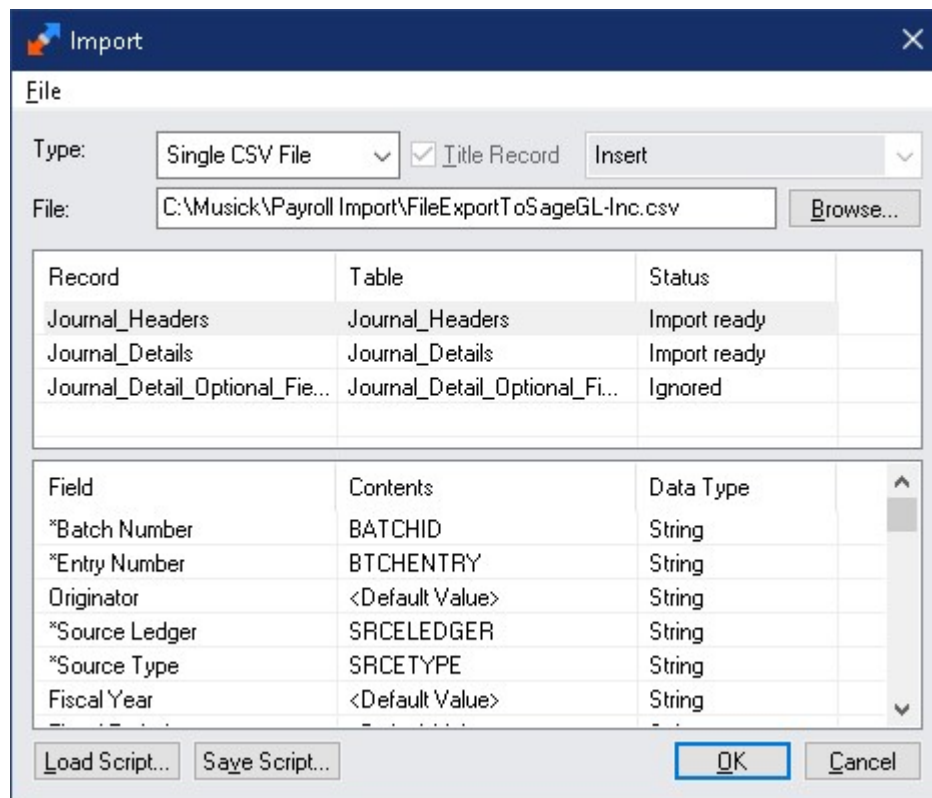 Import
File
Type: Single CSV File Title Record Insert
File: C:\Musick\Payroll Import\FileExportToSageGL-Inc.csv Browse...
Record Table Status
Journal_Headers Journal_Headers Import ready
Journal_Details Journal_Details Import ready
Journal_Detail_Optional_Fie... Journal_Detail_Optional_Fi... Ignored
Field Contents Data Type
*Batch Number BATCHID String
*Entry Number BTCHENTRY String
Originator <Default Value> String
*Source Ledger SRCELEDGER String
*Source Type SRCETYPE String
Fiscal Year <Default Value> String
Load Script... Save Script... OK Cancel